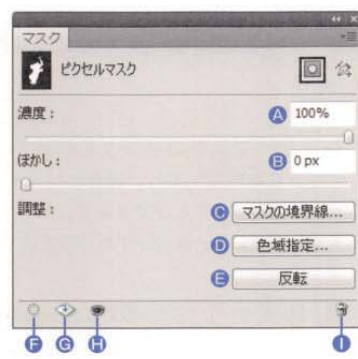 マスク
ピクセルマスク
濃度 :
A 100%
ぼかし :
B 0 px
調整 :
C マスクの境界線...
D 色域指定...
E 反転
F G H I